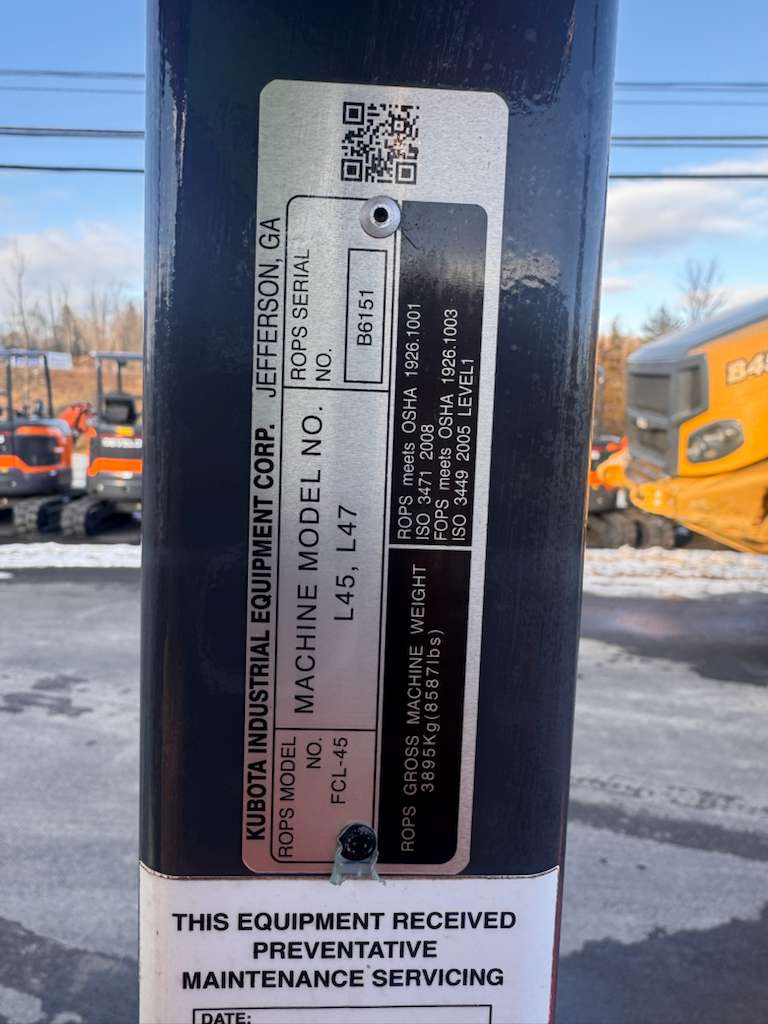 KUBOTA INDUSTRIAL EQUIPMENT CORP. JEFFERSON, GA
ROPS MODEL
NO.
FCL-45
MACHINE MODEL NO.
L45, L47
ROPS SERIAL
NO.
B6151
ROPS GROSS MACHINE WEIGHT
3895Kg(8587lbs)
ROPS meets OSHA 1926.1001
ISO 3471 2008
FOPS meets OSHA 1926.1003
ISO 3449 2005 LEVEL1
THIS EQUIPMENT RECEIVED
PREVENTATIVE
MAINTENANCE SERVICING
DATE: